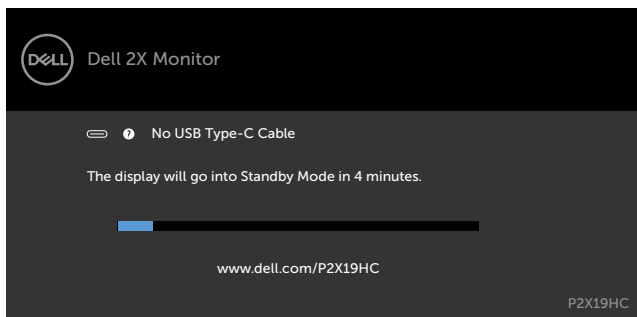 DELL Dell 2X Monitor
? No USB Type-C Cable
The display will go into Standby Mode in 4 minutes.
www.dell.com/P2X19HC
P2X19HC